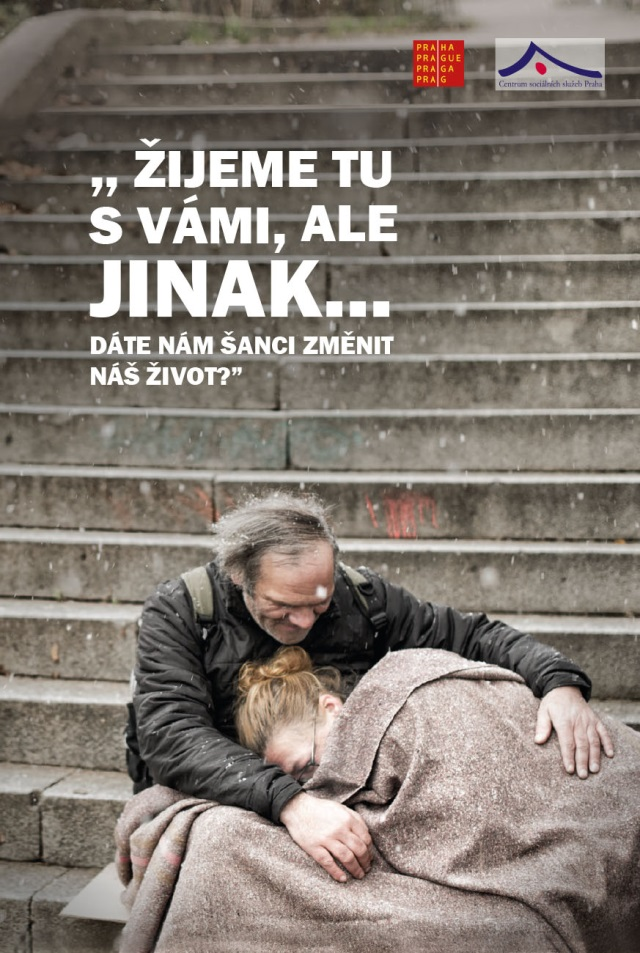 PRAHA
PRAGUE
PRAGA
PRAG
Centrum sociálních služeb Praha
,, ŽIJEME TU
S VÁMI, ALE
JINAK...
DÁTE NÁM ŠANCI ZMĚNIT
NÁŠ ŽIVOT?”